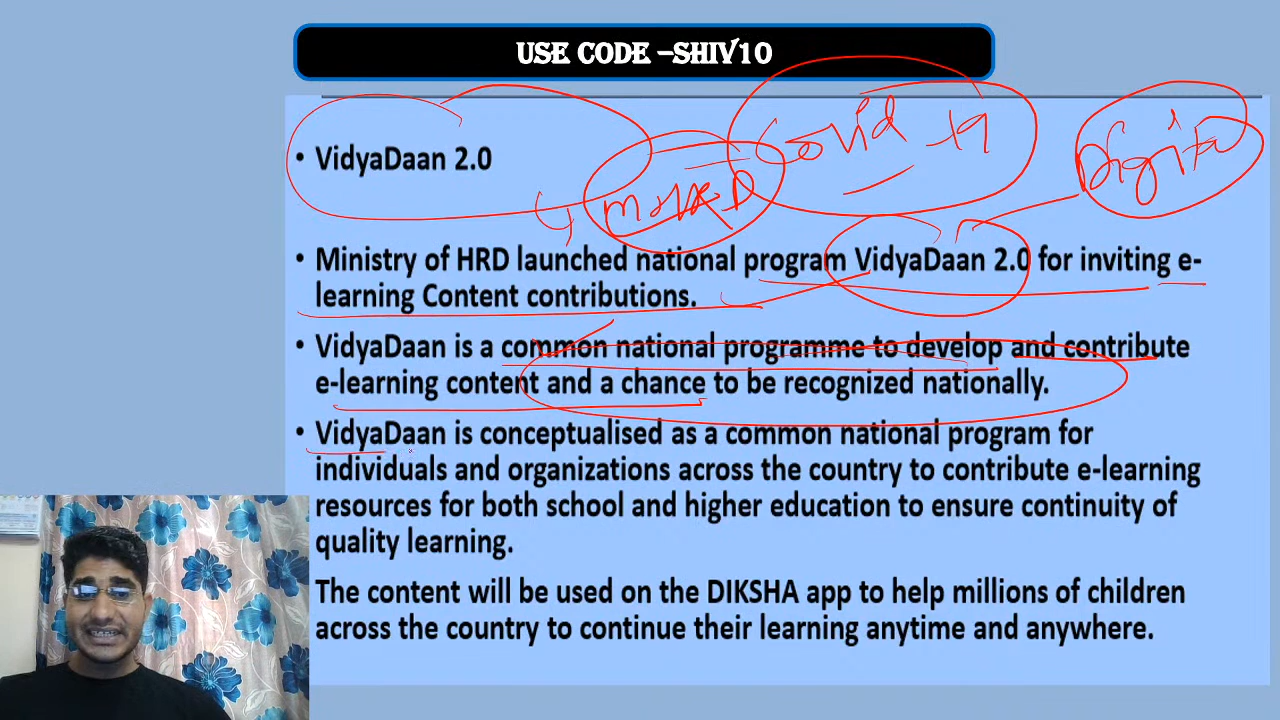 USE CODE –SHIV10
Covid -19
Digital
• VidyaDaan 2.0
MHRD
• Ministry of HRD launched national program VidyaDaan 2.0 for inviting e-
learning Content contributions.
• VidyaDaan is a common national programme to develop and contribute
e-learning content and a chance to be recognized nationally.
• VidyaDaan is conceptualised as a common national program for
individuals and organizations across the country to contribute e-learning
resources for both school and higher education to ensure continuity of
quality learning.
The content will be used on the DIKSHA app to help millions of children
across the country to continue their learning anytime and anywhere.